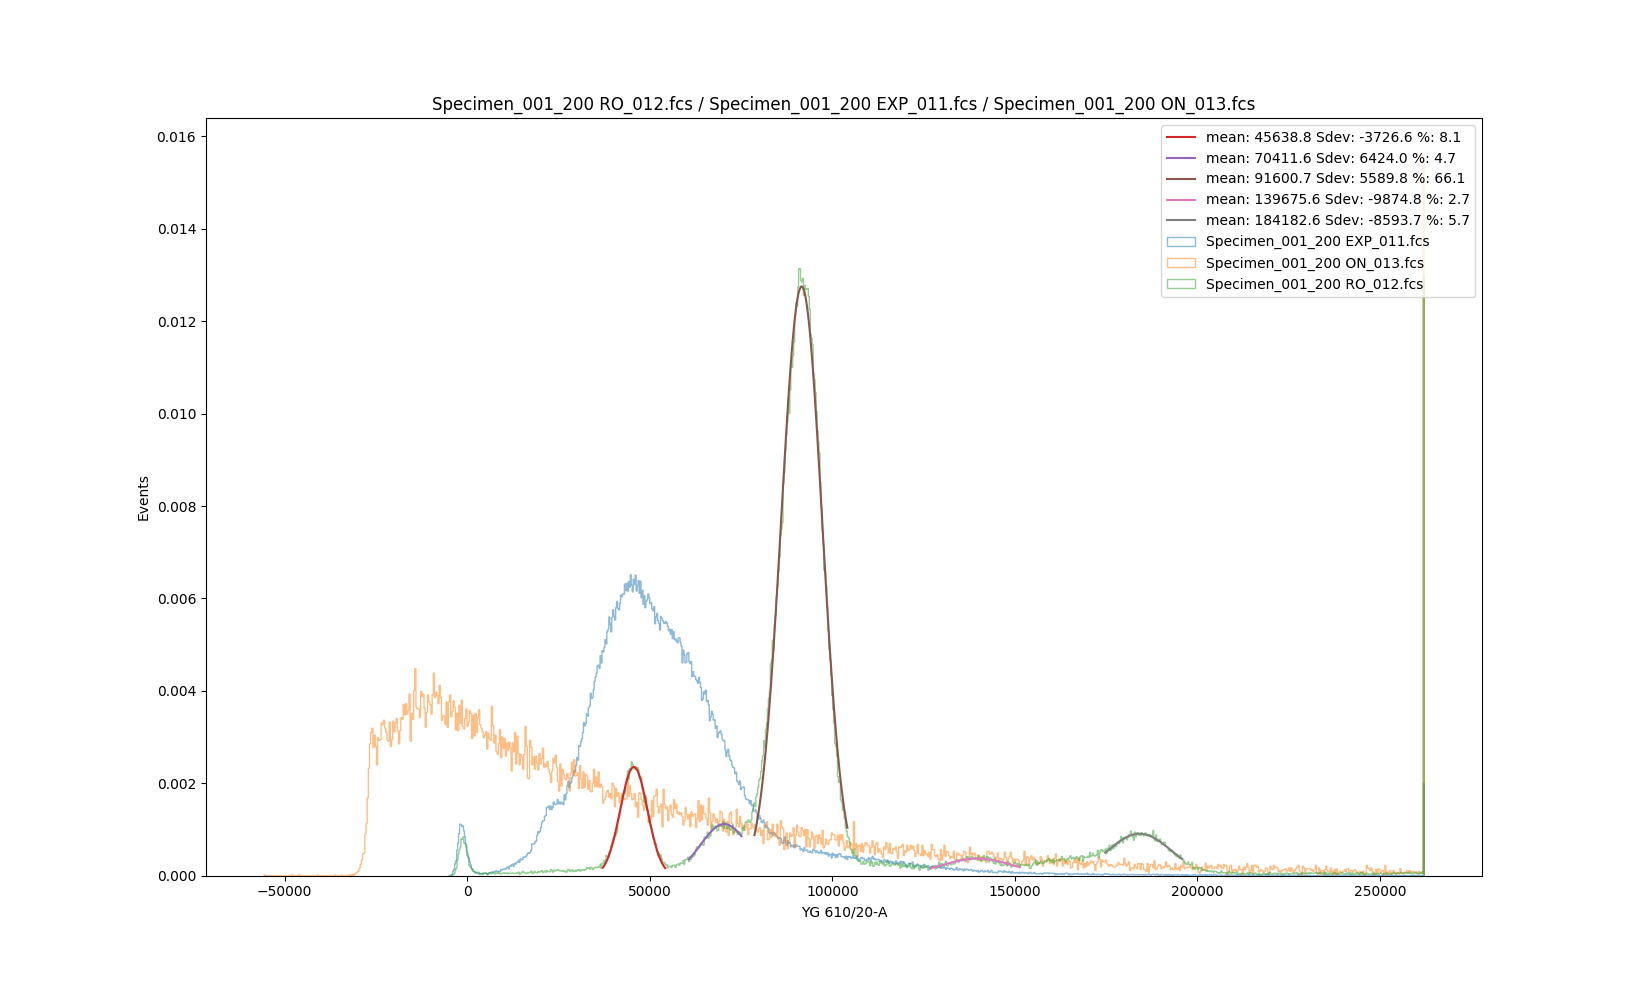 Specimen_001_200 RO_012.fcs / Specimen_001_200 EXP_011.fcs / Specimen_001_200 ON_013.fcs
mean: 45638.8 Sdev: -3726.6 %: 8.1
mean: 70411.6 Sdev: 6424.0 %: 4.7
mean: 91600.7 Sdev: 5589.8 %: 66.1
mean: 139675.6 Sdev: -9874.8 %: 2.7
mean: 184182.6 Sdev: -8593.7 %: 5.7
Specimen_001_200 EXP_011.fcs
Specimen_001_200 ON_013.fcs
Specimen_001_200 RO_012.fcs
0.016
0.014
0.012
0.010
0.008
0.006
0.004
0.002
0.000
Events
−50000 0 50000 100000 150000 200000 250000
YG 610/20-A